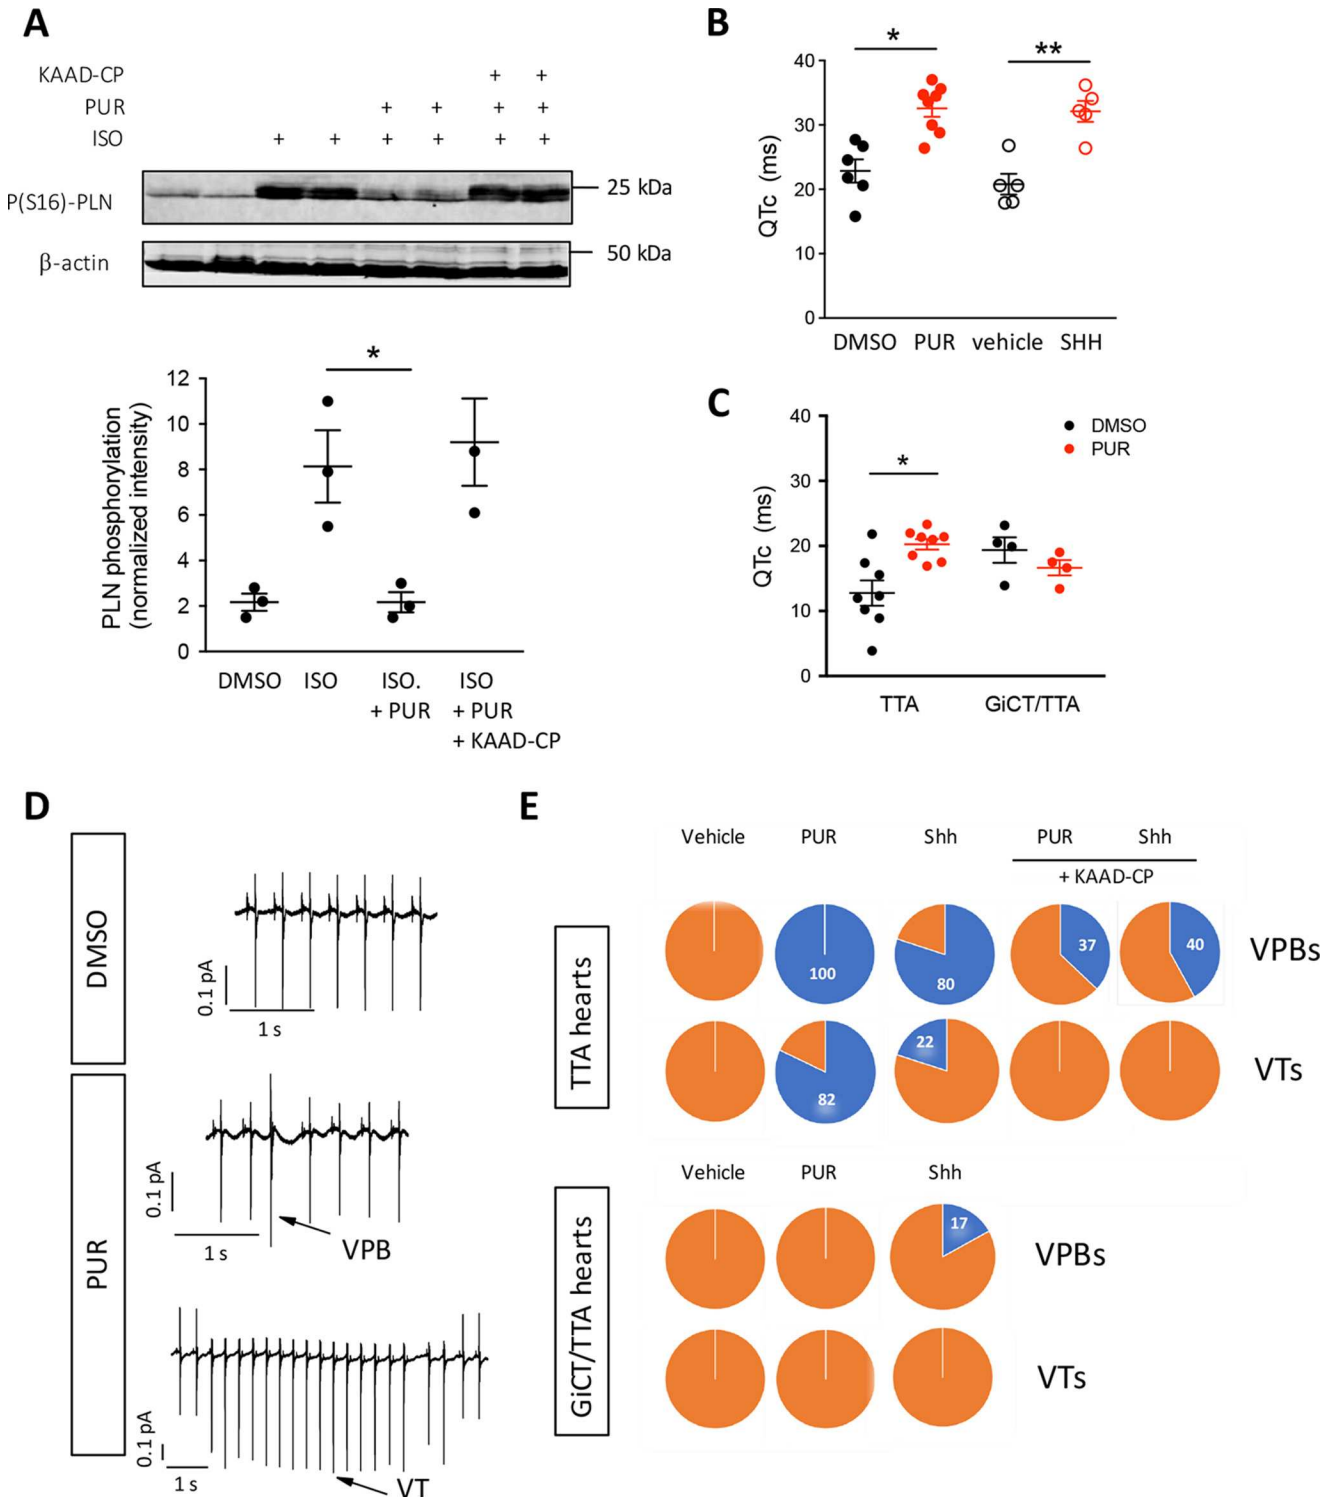 A
KAAD-CP + +
PUR + + + +
ISO + + + + + +
P(S16)-PLN
25 kDa
β-actin
50 kDa
*
PLN phosphorylation
(normalized intensity)
12
10
8
6
4
2
0
DMSO
ISO
ISO.
+ PUR
ISO
+ PUR
+ KAAD-CP
B
* **
QTc (ms)
40
30
20
10
0
DMSO PUR vehicle SHH
C
DMSO
PUR
*
QTc (ms)
40
30
20
10
0
TTA GiCT/TTA
D
DMSO
0.1 pA
1 s
PUR
0.1 pA
1 s
VPB
0.1 pA
1 s
VT
E
Vehicle PUR Shh PUR Shh
+ KAAD-CP
TTA hearts
100 80 37 40 VPBs
82 22 VTs
Vehicle PUR Shh
GiCT/TTA hearts
17 VPBs
VTs